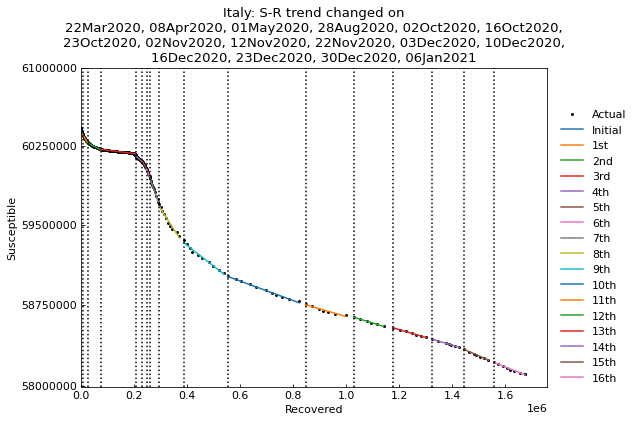 Italy: S-R trend changed on
22Mar2020, 08Apr2020, 01May2020, 28Aug2020, 02Oct2020, 16Oct2020,
23Oct2020, 02Nov2020, 12Nov2020, 22Nov2020, 03Dec2020, 10Dec2020,
16Dec2020, 23Dec2020, 30Dec2020, 06Jan2021
61000000
60250000
59500000
58750000
58000000
Susceptible
0.0 0.2 0.4 0.6 0.8 1.0 1.2 1.4 1.6
1e6
Recovered
Actual
Initial
1st
2nd
3rd
4th
5th
6th
7th
8th
9th
10th
11th
12th
13th
14th
15th
16th